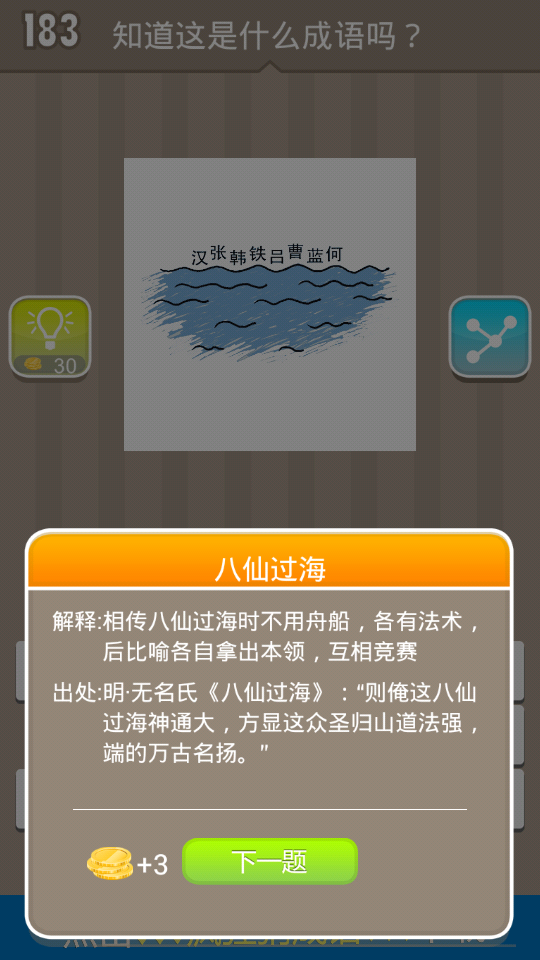 183 知道这是什么成语吗？
汉张韩铁吕曹蓝何
30
八仙过海
解释:相传八仙过海时不用舟船，各有法术，
后比喻各自拿出本领，互相竞赛
出处:明·无名氏《八仙过海》：“则俺这八仙
过海神通大，方显这众圣归山道法强，
端的万古名扬。”
+3 下一题